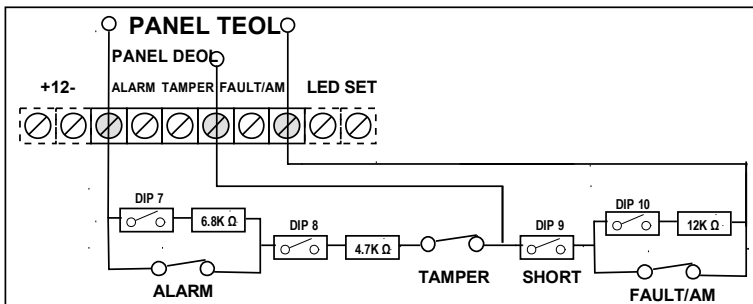 PANEL TEOL
PANEL DEOL
+12- ALARM TAMPER FAULT/AM LED SET
DIP 7
6.8K Ω
DIP 8
4.7K Ω
DIP 9
DIP 10
12K Ω
ALARM
TAMPER
SHORT
FAULT/AM